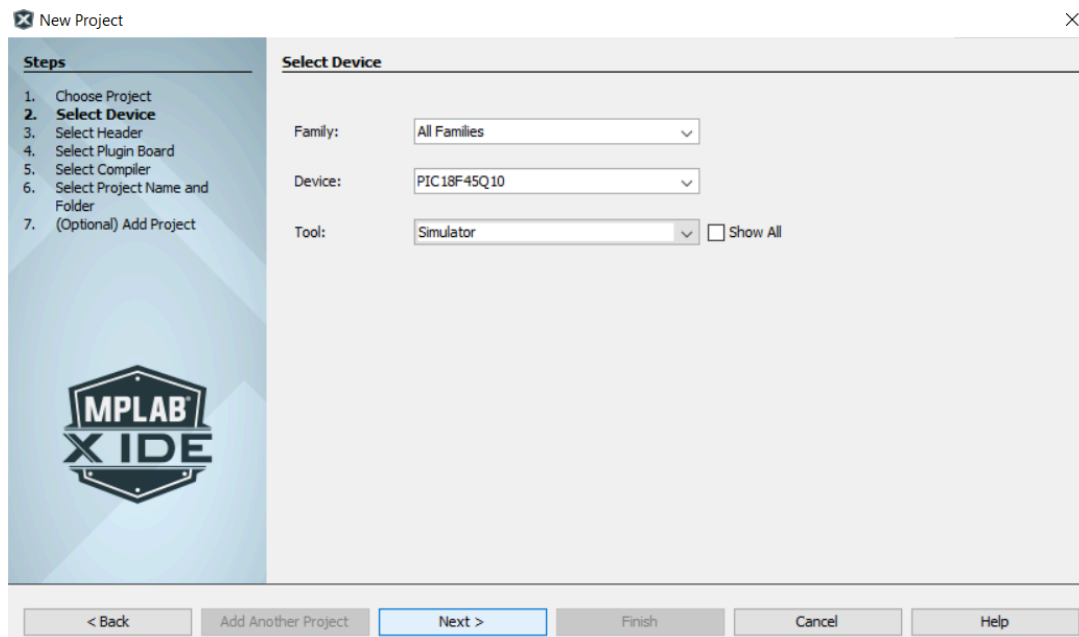 New Project
Steps
1. Choose Project
2. Select Device
3. Select Header
4. Select Plugin Board
5. Select Compiler
6. Select Project Name and
Folder
7. (Optional) Add Project
MPLAB®
X IDE
Select Device
Family: All Families
Device: PIC18F45Q10
Tool: Simulator Show All
< Back Add Another Project Next > Finish Cancel Help